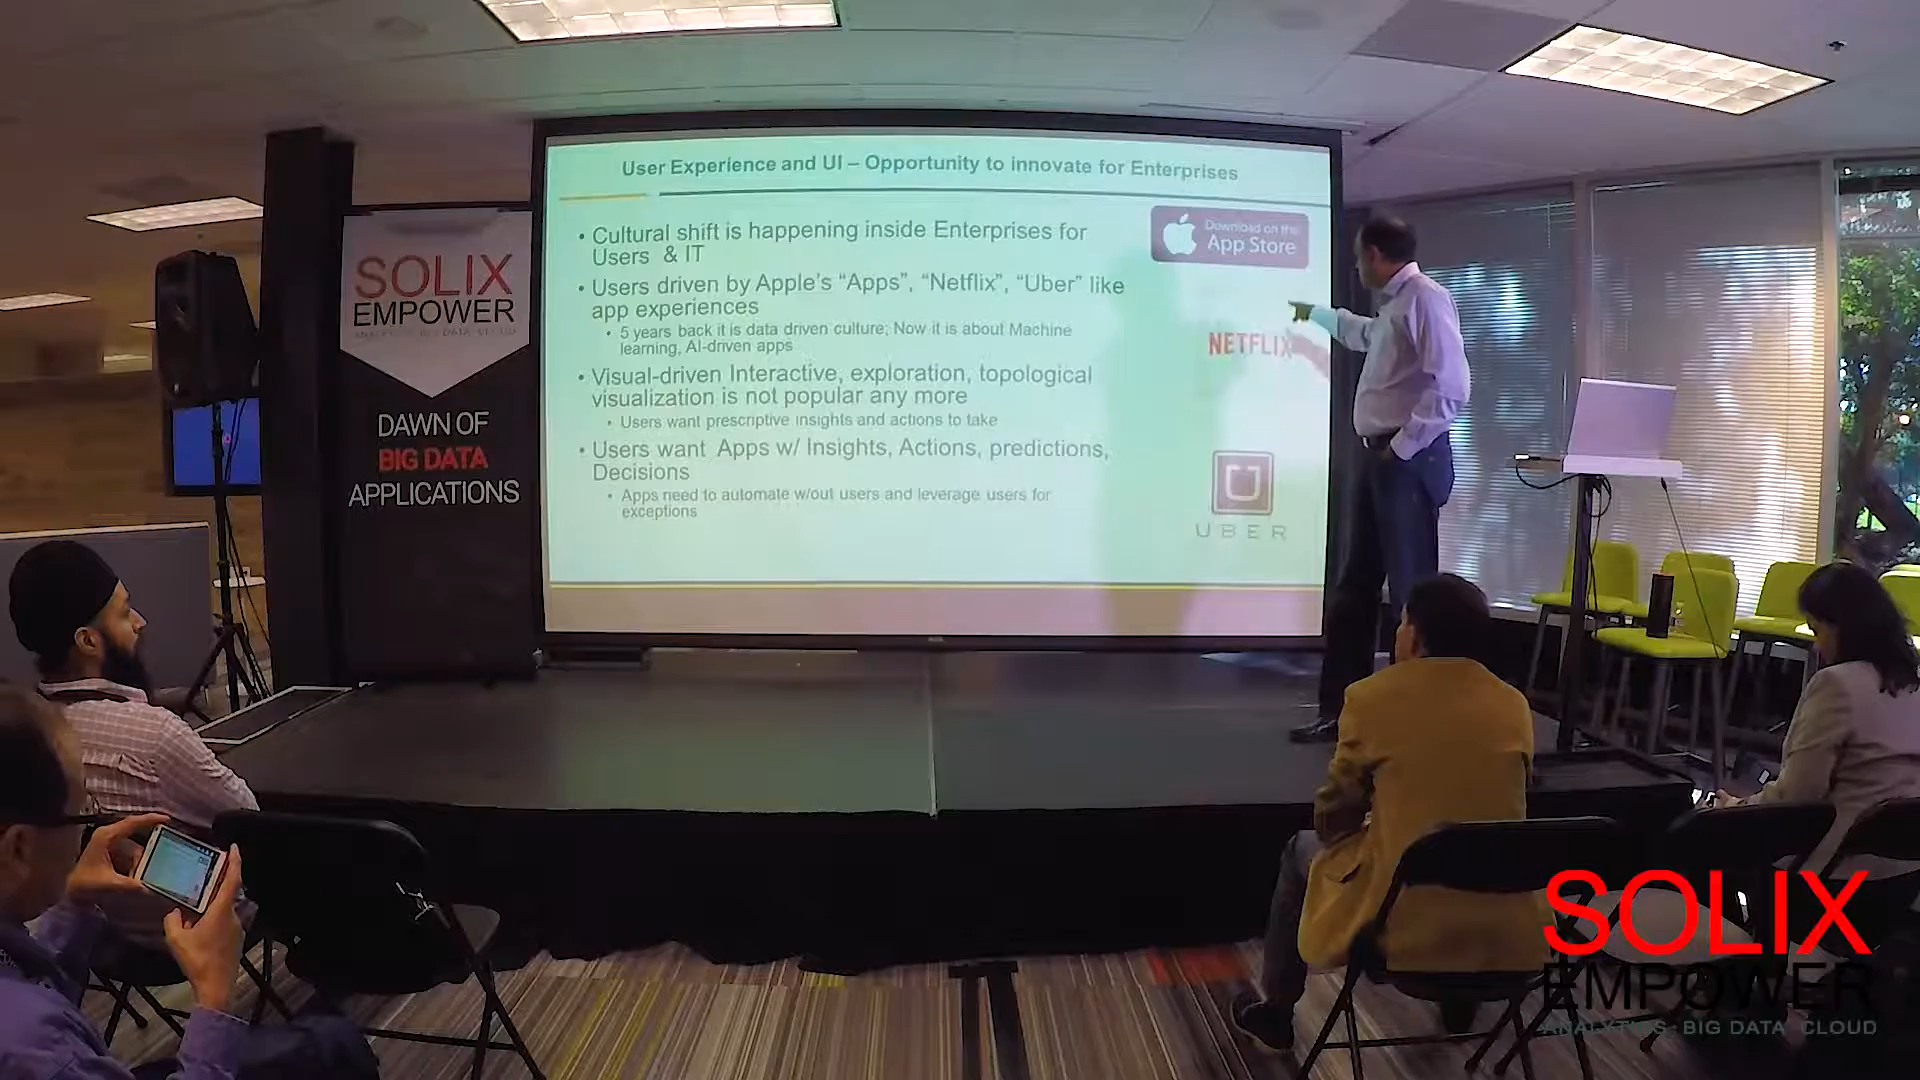 User Experience and UI – Opportunity to innovate for Enterprises
• Cultural shift is happening inside Enterprises for
Users & IT
• Users driven by Apple's “Apps”, “Netflix”, “Uber” like
app experiences
• 5 years back it is data driven culture; Now it is about Machine
learning, AI-driven apps
• Visual-driven Interactive, exploration, topological
visualization is not popular any more
• Users want prescriptive insights and actions to take
• Users want Apps w/ Insights, Actions, predictions,
Decisions
• Apps need to automate w/out users and leverage users for
exceptions
Download on the
App Store
NETFLIX
U
UBER
SOLIX
EMPOWER
DAWN OF
BIG DATA
APPLICATIONS
SOLIX
EMPOWER
ANALYTICS BIG DATA CLOUD